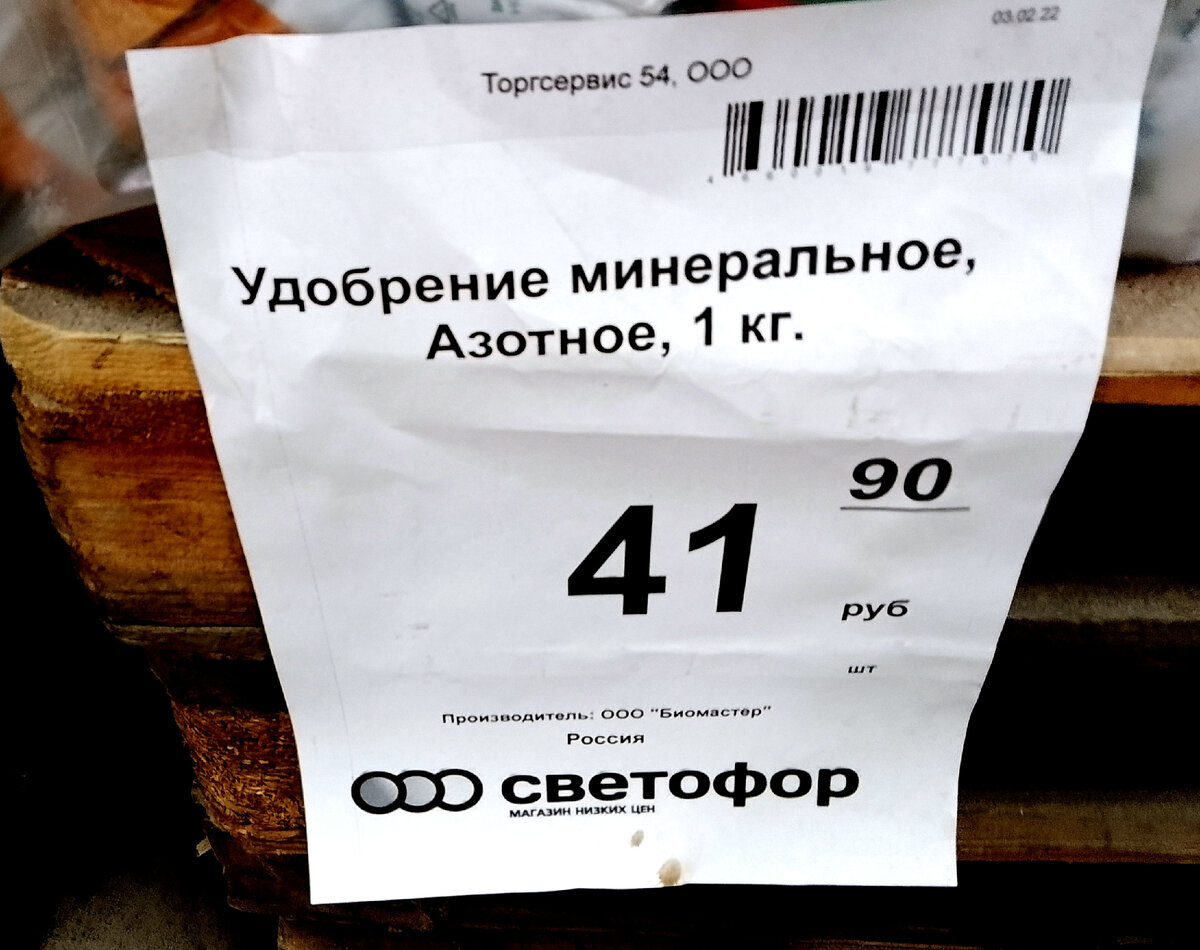 03.02.22
Торгсервис 54, ООО
Удобрение минеральное,
Азотное, 1 кг.
41 90
руб
шт
Производитель: ООО "Биомастер"
Россия
светофор
МАГАЗИН НИЗКИХ ЦЕН